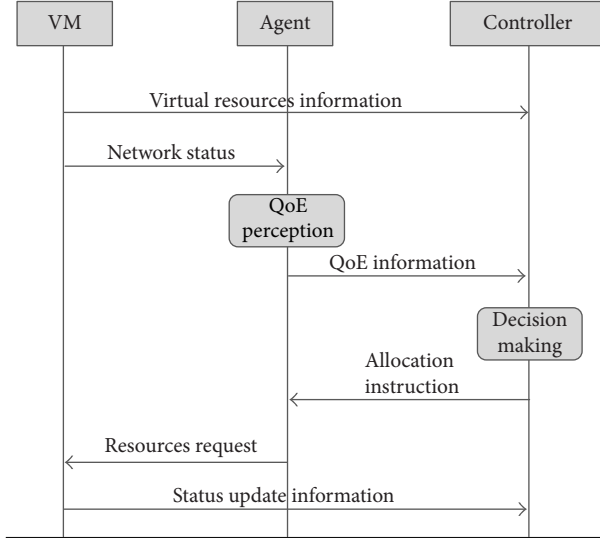 VM
Agent
Controller
Virtual resources information
Network status
QoE
perception
QoE information
Decision
making
Allocation
instruction
Resources request
Status update information